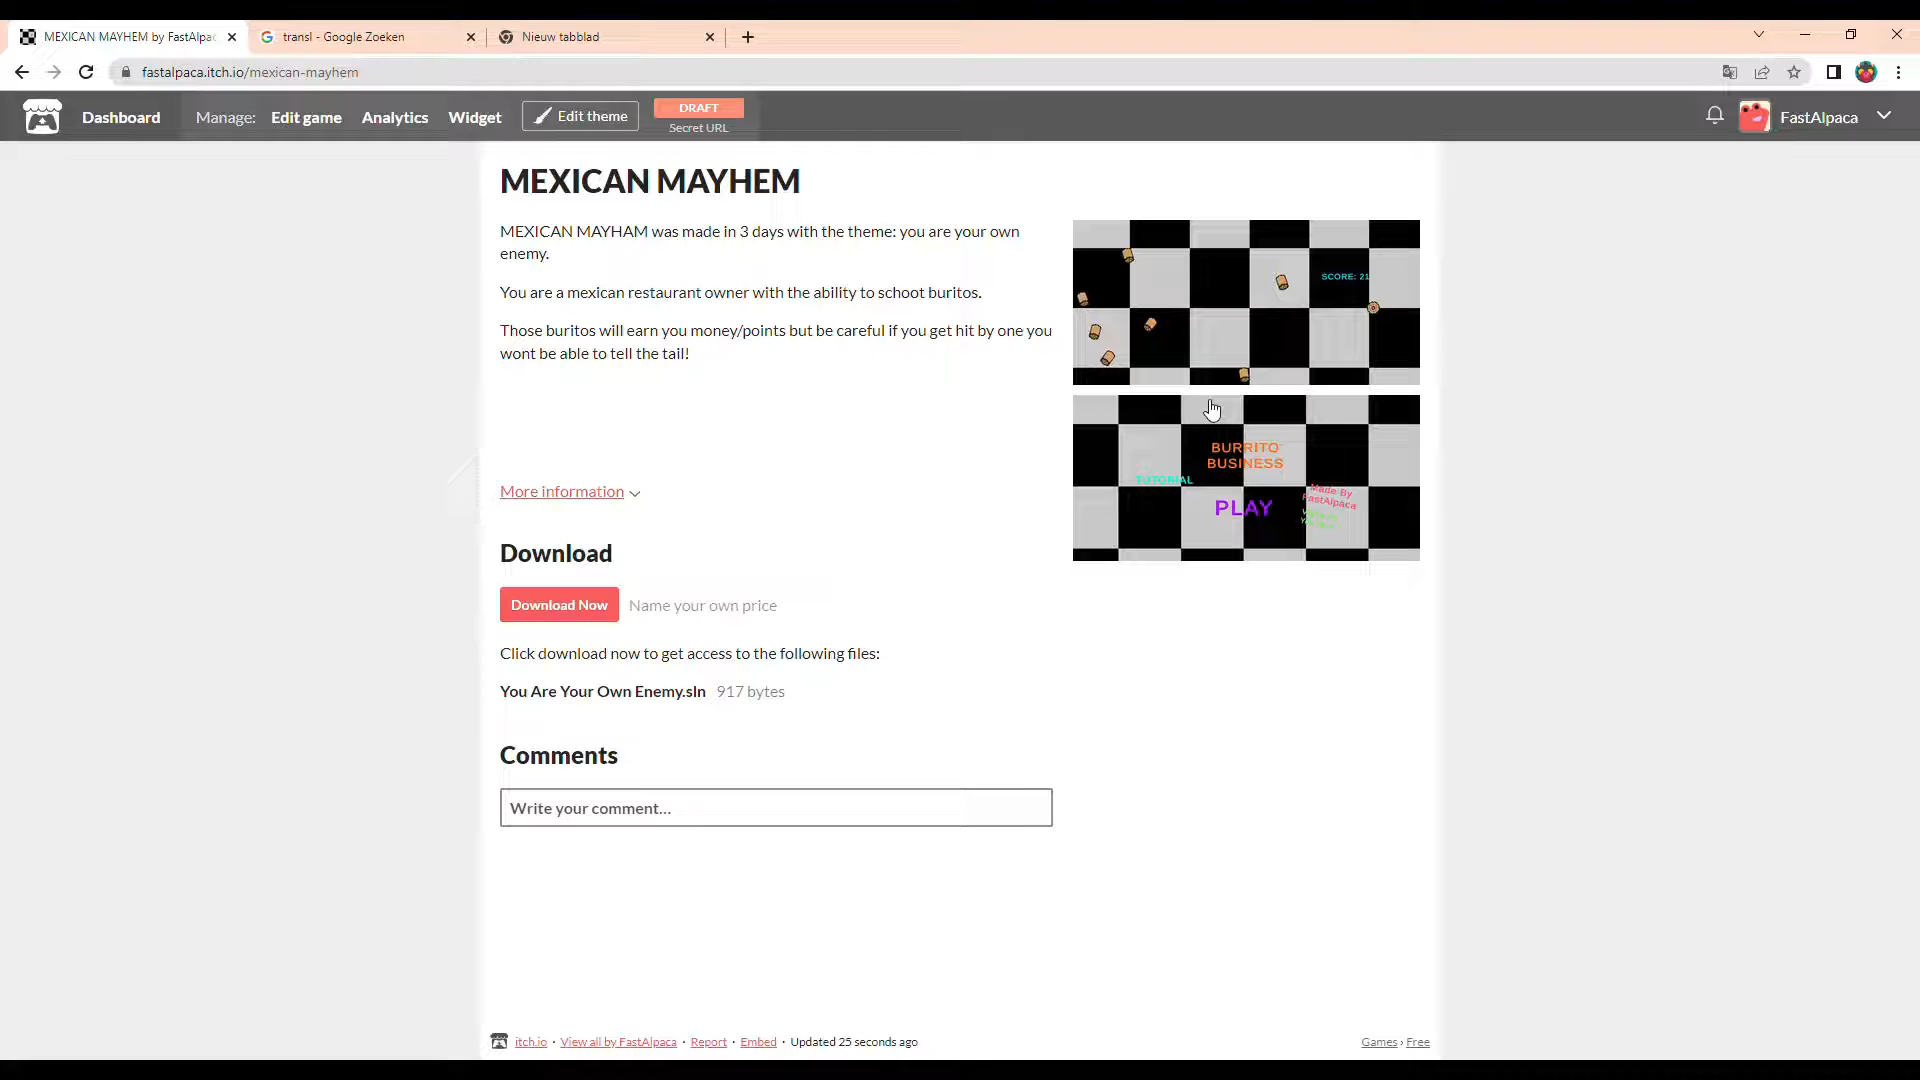 MEXICAN MAYHEM by FastAlpac
transl - Google Zoeken
Nieuw tabblad
fastalpaca.itch.io/mexican-mayhem
Dashboard
Manage:
Edit game
Analytics
Widget
Edit theme
DRAFT
Secret URL
FastAlpaca
MEXICAN MAYHEM
MEXICAN MAYHAM was made in 3 days with the theme: you are your own
enemy.
You are a mexican restaurant owner with the ability to schoot buritos.
Those buritos will earn you money/points but be careful if you get hit by one you
wont be able to tell the tail!
SCORE: 21
BURRITO
BUSINESS
TUTORIAL
PLAY
Made By
FastAlpaca
More information
Download
Download Now
Name your own price
Click download now to get access to the following files:
You Are Your Own Enemy.sln 917 bytes
Comments
Write your comment...
itch.io · View all by FastAlpaca · Report · Embed · Updated 25 seconds ago
Games › Free